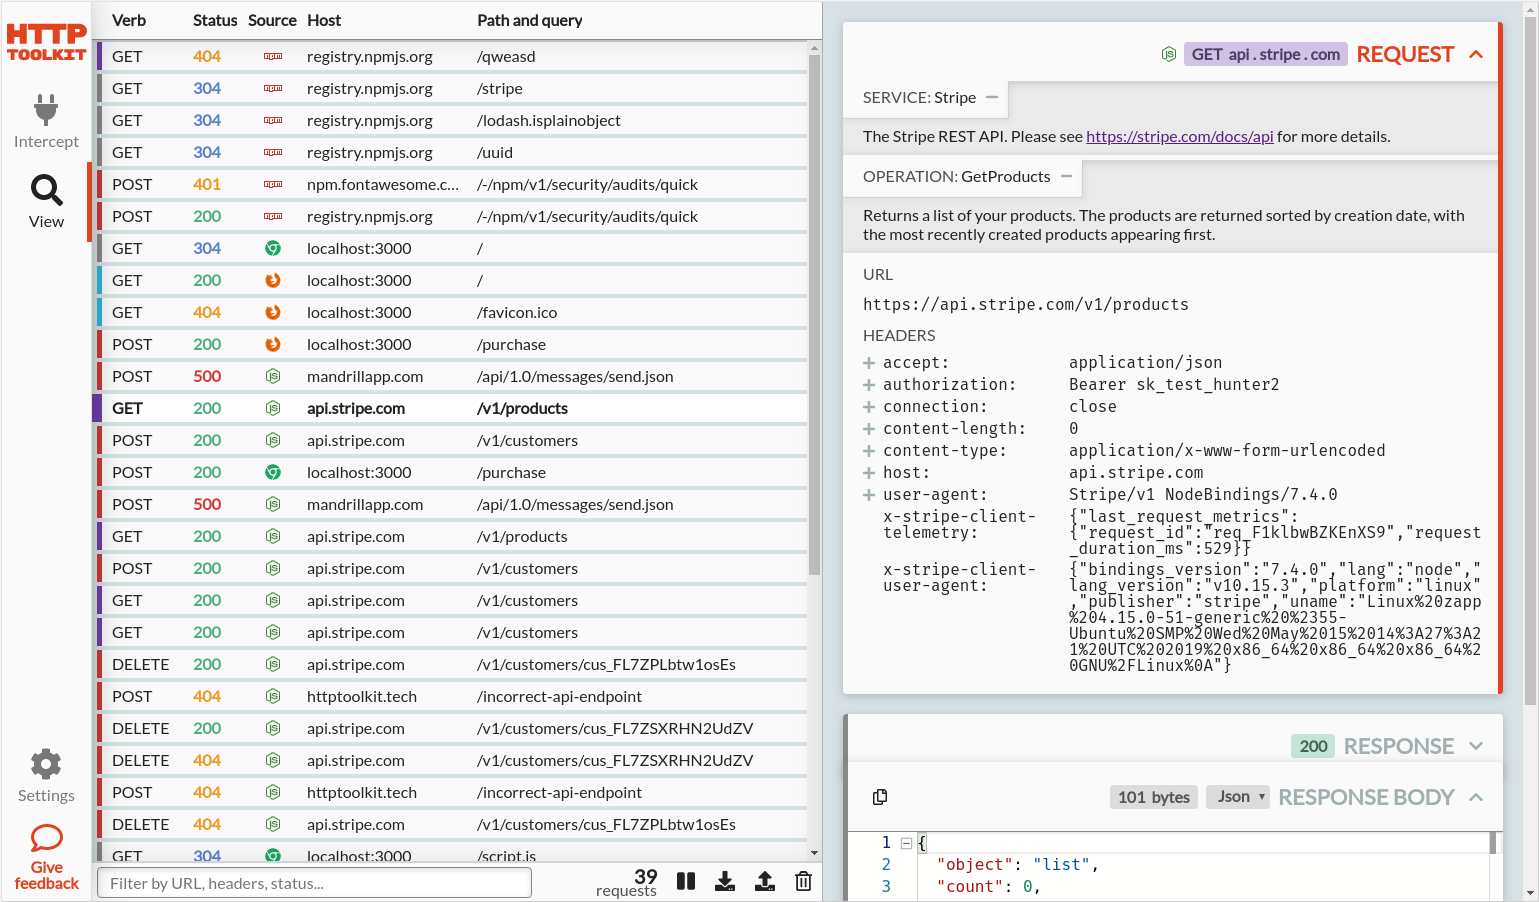 HTTP
TOOLKIT
Intercept
View
Settings
Give
feedback
Verb Status Source Host Path and query
GET 404 registry.npmjs.org /qweasd
GET 304 registry.npmjs.org /stripe
GET 304 registry.npmjs.org /lodash.isplainobject
GET 304 registry.npmjs.org /uuid
POST 401 npm.fontawesome.c... /-/npm/v1/security/audits/quick
POST 200 registry.npmjs.org /-/npm/v1/security/audits/quick
GET 304 localhost:3000 /
GET 200 localhost:3000 /
GET 404 localhost:3000 /favicon.ico
POST 200 localhost:3000 /purchase
POST 500 mandrillapp.com /api/1.0/messages/send.json
GET 200 api.stripe.com /v1/products
POST 200 api.stripe.com /v1/customers
POST 200 localhost:3000 /purchase
POST 500 mandrillapp.com /api/1.0/messages/send.json
GET 200 api.stripe.com /v1/products
POST 200 api.stripe.com /v1/customers
GET 200 api.stripe.com /v1/customers
GET 200 api.stripe.com /v1/customers
DELETE 200 api.stripe.com /v1/customers/cus_FL7ZPLbtw1osEs
POST 404 httptoolkit.tech /incorrect-api-endpoint
DELETE 200 api.stripe.com /v1/customers/cus_FL7ZSXRHN2UdZV
DELETE 404 api.stripe.com /v1/customers/cus_FL7ZSXRHN2UdZV
POST 404 httptoolkit.tech /incorrect-api-endpoint
DELETE 404 api.stripe.com /v1/customers/cus_FL7ZPLbtw1osEs
GET 304 localhost:3000 /script.js
Filter by URL, headers, status...
39
requests
GET api.stripe.com REQUEST
SERVICE: Stripe
The Stripe REST API. Please see https://stripe.com/docs/api for more details.
OPERATION: GetProducts
Returns a list of your products. The products are returned sorted by creation date, with
the most recently created products appearing first.
URL
https://api.stripe.com/v1/products
HEADERS
accept: application/json
authorization: Bearer sk_test_hunter2
connection: close
content-length: 0
content-type: application/x-www-form-urlencoded
host: api.stripe.com
user-agent: Stripe/v1 NodeBindings/7.4.0
x-stripe-client- {"last_request_metrics":
telemetry: {"request_id":"req_F1klbwBZKEnXS9","request
_duration_ms":529}}
x-stripe-client- {"bindings_version":"7.4.0","lang":"node","
user-agent: lang_version":"v10.15.3","platform":"linux"
,"publisher":"stripe","uname":"Linux%20zapp
%204.15.0-51-generic%20%2355-
Ubuntu%20SMP%20Wed%20May%2015%2014%3A27%3A2
1%20UTC%202019%20x86_64%20x86_64%20x86_64%2
0GNU%2FLinux%0A"}
200 RESPONSE
101 bytes Json RESPONSE BODY
1 {
2 "object": "list",
3 "count": 0,